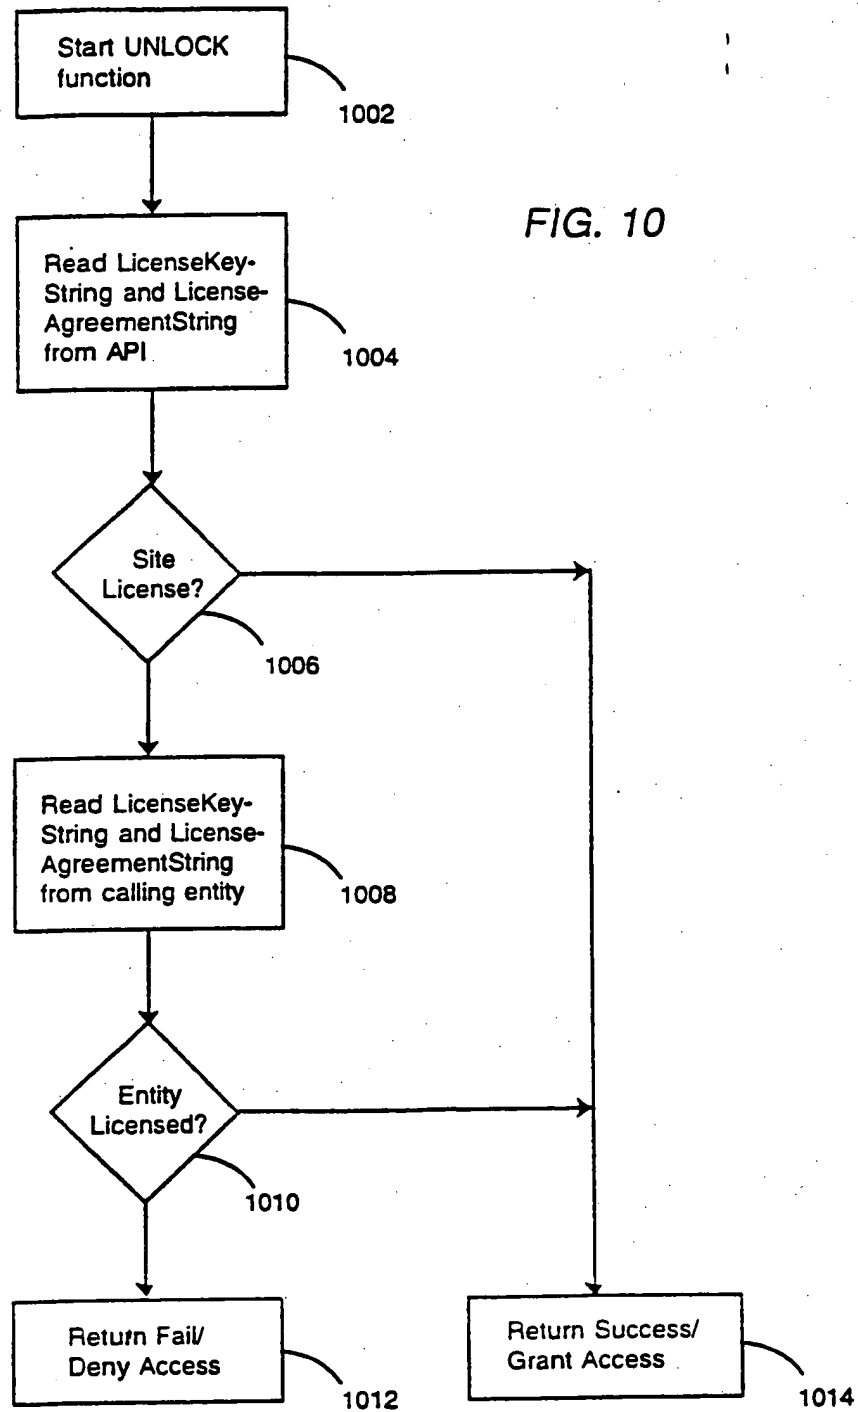 Start UNLOCK
function
1002
FIG. 10
Read LicenseKey-
String and License-
AgreementString
from API
1004
Site
License?
1006
Read LicenseKey-
String and License-
AgreementString
from calling entity
1008
Entity
Licensed?
1010
Return Fail/
Deny Access
1012
Return Success/
Grant Access
1014